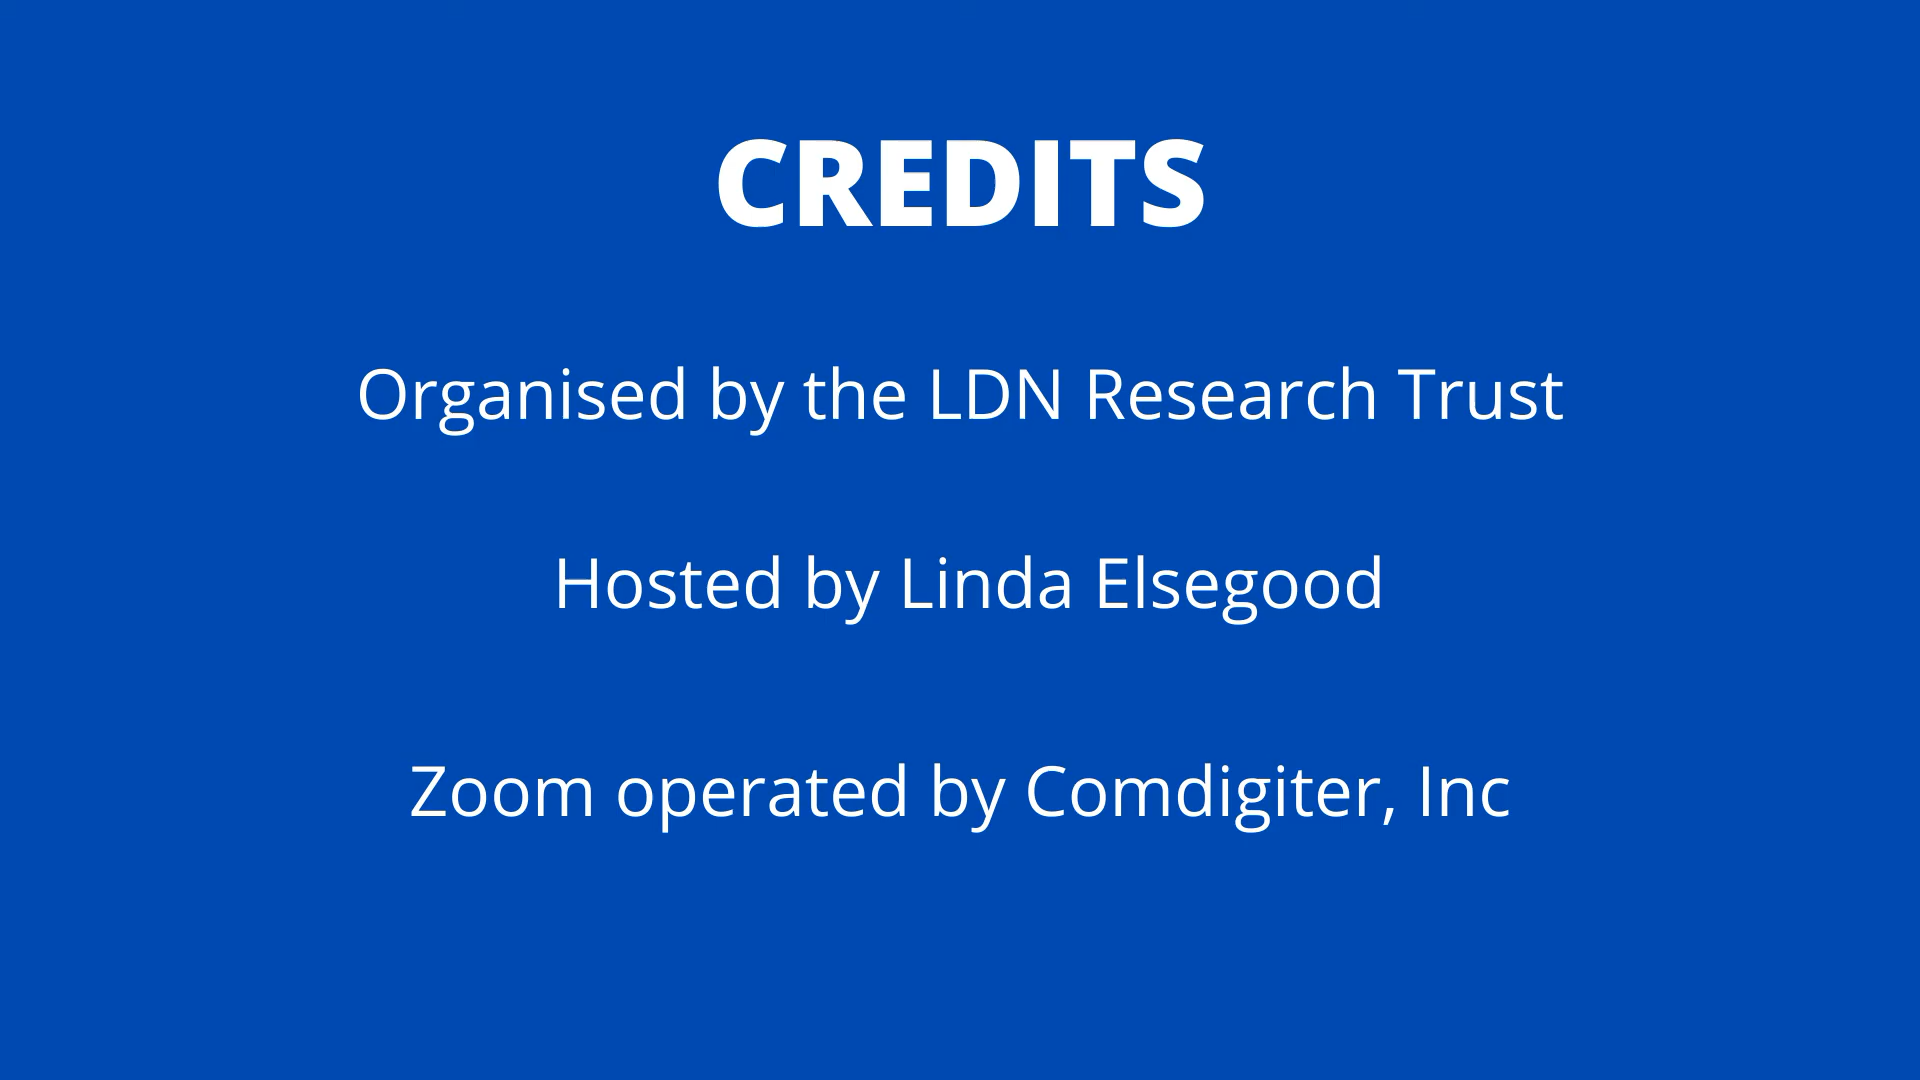 CREDITS
Organised by the LDN Research Trust
Hosted by Linda Elsegood
Zoom operated by Comdigiter, Inc